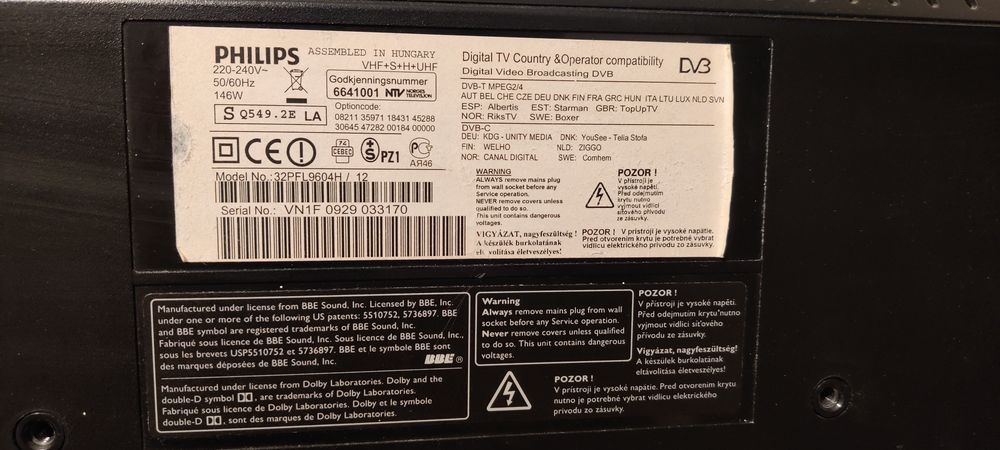 PHILIPS
ASSEMBLED IN HUNGARY
VHF+S+H+UHF
220-240V~
50/60Hz
146W
Godkjenningsnummer
6641001 NTV NORGES TELEVISJON
S Q549.2E LA
Optioncode:
08211 35971 18431 45288
30645 47282 00184 00000
CE
PZ1
АЯ46
Model No.: 32PFL9604H / 12
Serial No.: VN1F 0929 033170
Digital TV Country &Operator compatibility
Digital Video Broadcasting DVB
DVB
DVB-T MPEG2/4
AUT BEL CHE CZE DEU DNK FIN FRA GRC HUN ITA LTU LUX NLD SVN
ESP: Albertis EST: Starman GBR: TopUpTV
NOR: RiksTV SWE: Boxer
DVB-C
DEU: KDG - UNITY MEDIA DNK: YouSee - Telia Stofa
FIN: WELHO NLD: ZIGGO
NOR: CANAL DIGITAL SWE: Comhem
WARNING
ALWAYS remove mains plug
from wall socket before any
Service operation.
NEVER remove covers unless
qualified to do so.
This unit contains dangerous
voltages.
POZOR !
V přístroji je
vysoké napětí.
Před odejmutím
krytu nutno
vyjmout vidlici
síťového přívodu
ze zásuvky.
VIGYÁZAT, nagyfeszültség !
A készülék burkolatának
eltávolítása életveszélyes!
POZOR ! V přístroji je vysoké napätie.
Pred otvorením krytu je potrebné vybrat
vidlicu elektrického prívodu zo zásuvky.
Manufactured under license from BBE Sound, Inc. Licensed by BBE, Inc.
under one or more of the following US patents: 5510752, 5736897. BBE
and BBE symbol are registered trademarks of BBE Sound, Inc.
Fabriqué sous licence de BBE Sound, Inc. Sous licence de BBE Sound, Inc.,
sous les brevets USP5510752 et 5736897. BBE et le symbole BBE sont
des marques déposées de BBE Sound, Inc.
BBE ®
Manufactured under license from Dolby Laboratories. Dolby and the
double-D symbol, are trademarks of Dolby Laboratories.
Fabriqué sous licence de Dolby Laboratories. Dolby et le symbole
double-D, sont des marques de Dolby Laboratories.
Warning
Always remove mains plug from wall
socket before any Service operation.
Never remove covers unless qualified
to do so. This unit contains dangerous
voltages.
POZOR !
V přístroji je vysoké napětí.
Před odejmutím krytu nutno
vyjmout vidlici síťového
přívodu ze zásuvky.
Vigyázat, nagyfeszültség!
A készülék burkolatának
eltávolítása életveszélyes!
POZOR !
V prístroji je vysoké napätie. Pred otvorením krytu
nutno je potrebné vybrat vidlicu elektrického
prívodu zo zásuvky.